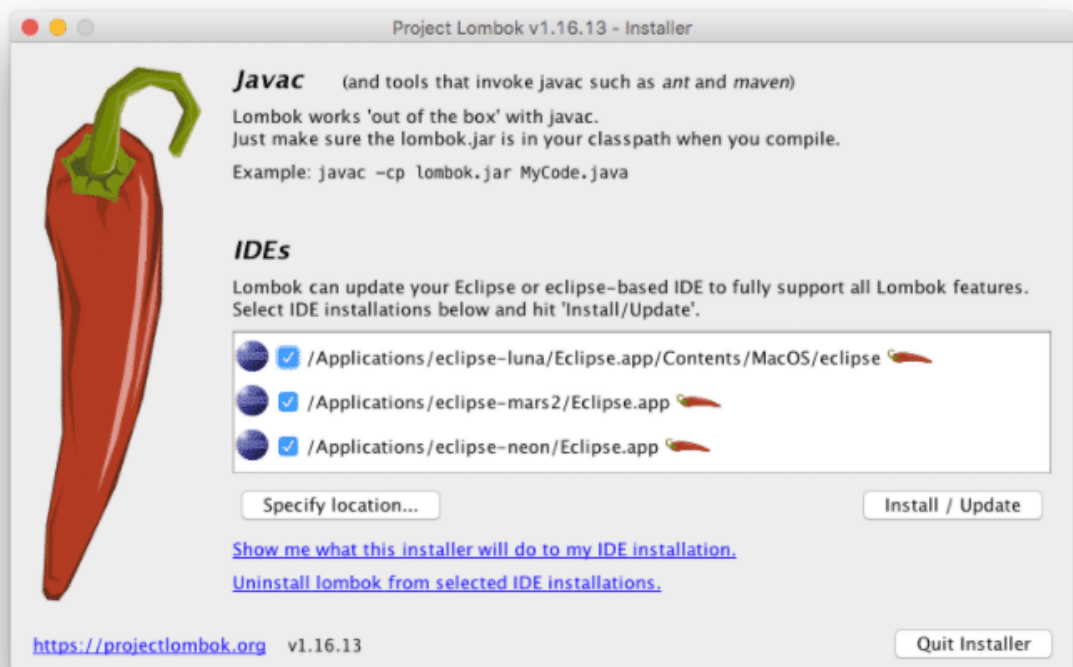 Project Lombok v1.16.13 - Installer
Javac (and tools that invoke javac such as ant and maven)
Lombok works 'out of the box' with javac.
Just make sure the lombok.jar is in your classpath when you compile.
Example: javac -cp lombok.jar MyCode.java
IDEs
Lombok can update your Eclipse or eclipse-based IDE to fully support all Lombok features.
Select IDE installations below and hit 'Install/Update'.
/Applications/eclipse-luna/Eclipse.app/Contents/MacOS/eclipse
/Applications/eclipse-mars2/Eclipse.app
/Applications/eclipse-neon/Eclipse.app
Specify location... Install / Update
Show me what this installer will do to my IDE installation.
Uninstall lombok from selected IDE installations.
https://projectlombok.org v1.16.13 Quit Installer